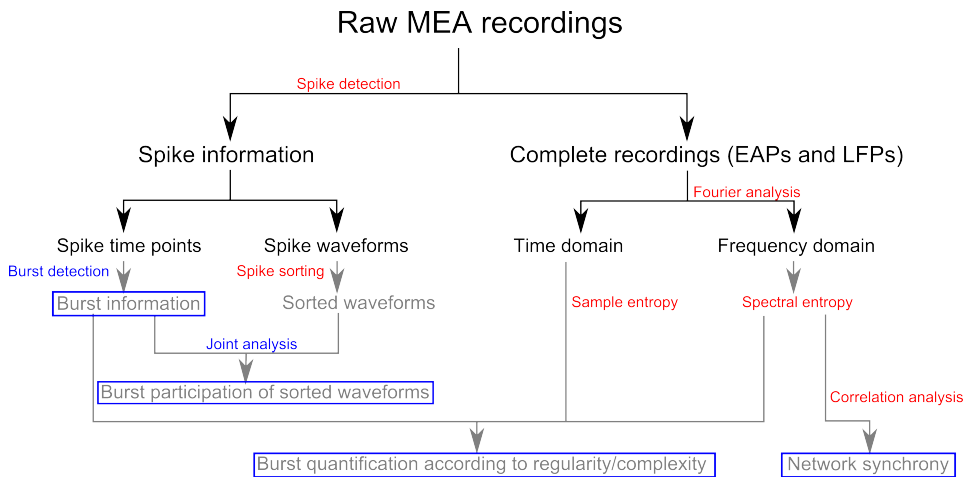 Raw MEA recordings
Spike detection
Spike information
Complete recordings (EAPs and LFPs)
Fourier analysis
Spike time points
Spike waveforms
Time domain
Frequency domain
Burst detection
Spike sorting
Burst information
Sorted waveforms
Sample entropy
Spectral entropy
Joint analysis
Burst participation of sorted waveforms
Correlation analysis
Burst quantification according to regularity/complexity
Network synchrony